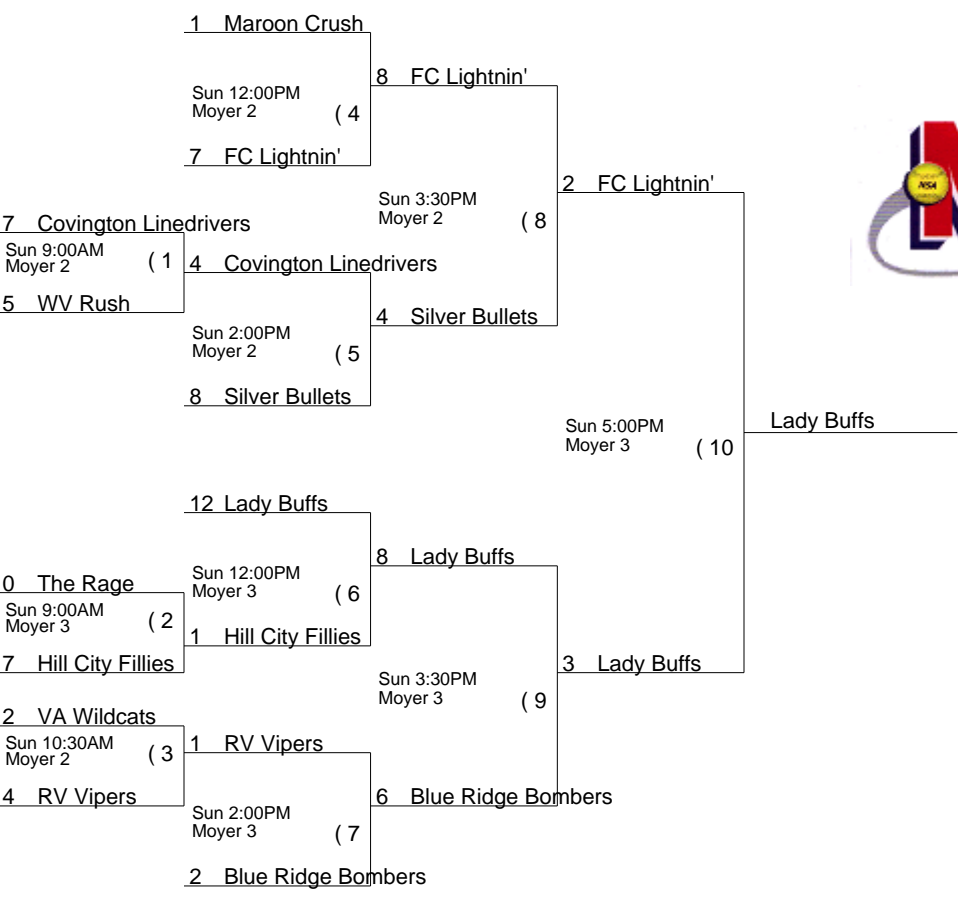 1 Maroon Crush
8 FC Lightnin'
Sun 12:00PM
Moyer 2 ( 4
7 FC Lightnin'
2 FC Lightnin'
Sun 3:30PM
Moyer 2 ( 8
7 Covington Linedrivers
Sun 9:00AM
Moyer 2 ( 1
4 Covington Linedrivers
5 WV Rush
4 Silver Bullets
Sun 2:00PM
Moyer 2 ( 5
8 Silver Bullets
NSA
Lady Buffs
Sun 5:00PM
Moyer 3 ( 10
12 Lady Buffs
8 Lady Buffs
Sun 12:00PM
Moyer 3 ( 6
0 The Rage
Sun 9:00AM
Moyer 3 ( 2
1 Hill City Fillies
7 Hill City Fillies
3 Lady Buffs
Sun 3:30PM
Moyer 3 ( 9
2 VA Wildcats
Sun 10:30AM
Moyer 2 ( 3
1 RV Vipers
4 RV Vipers
6 Blue Ridge Bombers
Sun 2:00PM
Moyer 3 ( 7
2 Blue Ridge Bombers